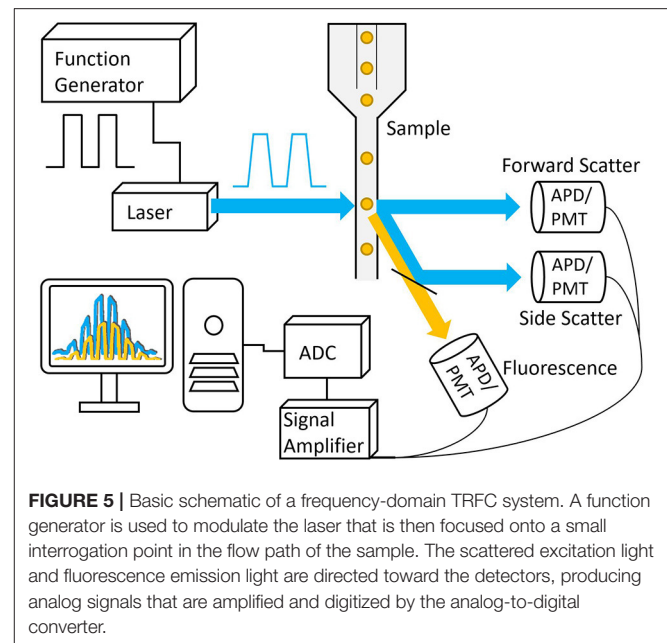 Function
Generator
Sample
Laser
Forward Scatter
APD/
PMT
APD/
PMT
Side Scatter
APD/
PMT
Fluorescence
ADC
Signal
Amplifier
FIGURE 5 | Basic schematic of a frequency-domain TRFC system. A function
generator is used to modulate the laser that is then focused onto a small
interrogation point in the flow path of the sample. The scattered excitation light
and fluorescence emission light are directed toward the detectors, producing
analog signals that are amplified and digitized by the analog-to-digital
converter.